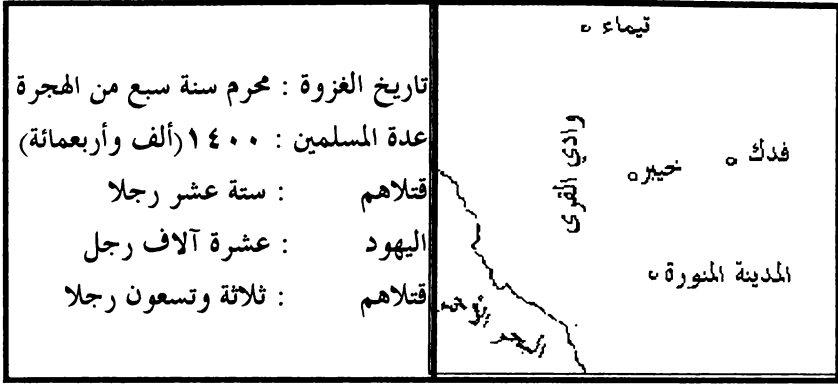 تاريخ الغزوة : محرم سنة سبع من الهجرة
عدة المسلمين : ١٤٠٠ (ألف وأربعمائة)
قتلاهم : ستة عشر رجلا
اليهود : عشرة آلاف رجل
قتلاهم : ثلاثة وتسعون رجلا
تيماء
وادي القرى
خيبر
فدك
المدينة المنورة
البحر